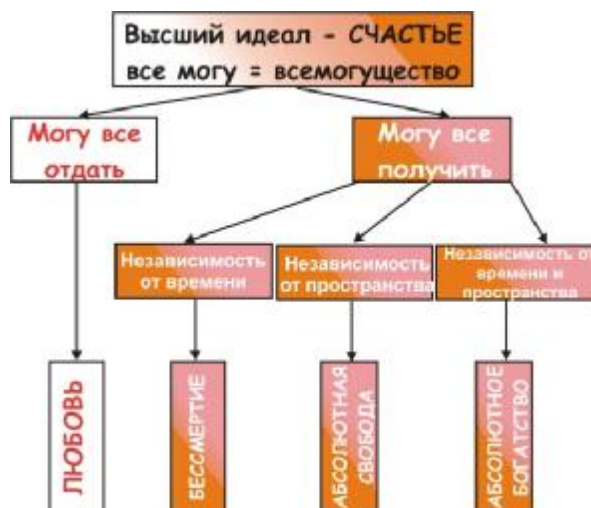 Высший идеал - СЧАСТЬЕ
все могу = всемогущество
Могу все
отдать
Могу все
получить
Независимость
от времени
Независимость
от пространства
Независимость от
времени и
пространства
ЛЮБОВЬ
БЕССМЕРТИЕ
АБСОЛЮТНАЯ
СВОБОДА
АБСОЛЮТНОЕ
БОГАТСТВО